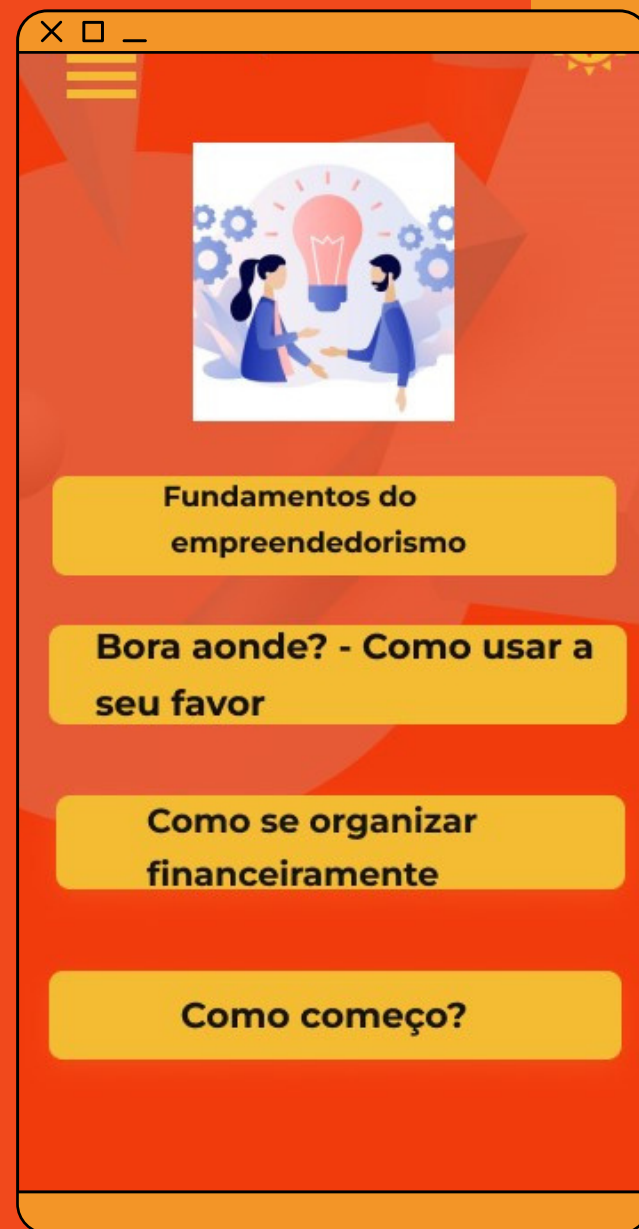 Fundamentos do
empreendedorismo
Bora aonde? - Como usar a
seu favor
Como se organizar
financeiramente
Como começo?